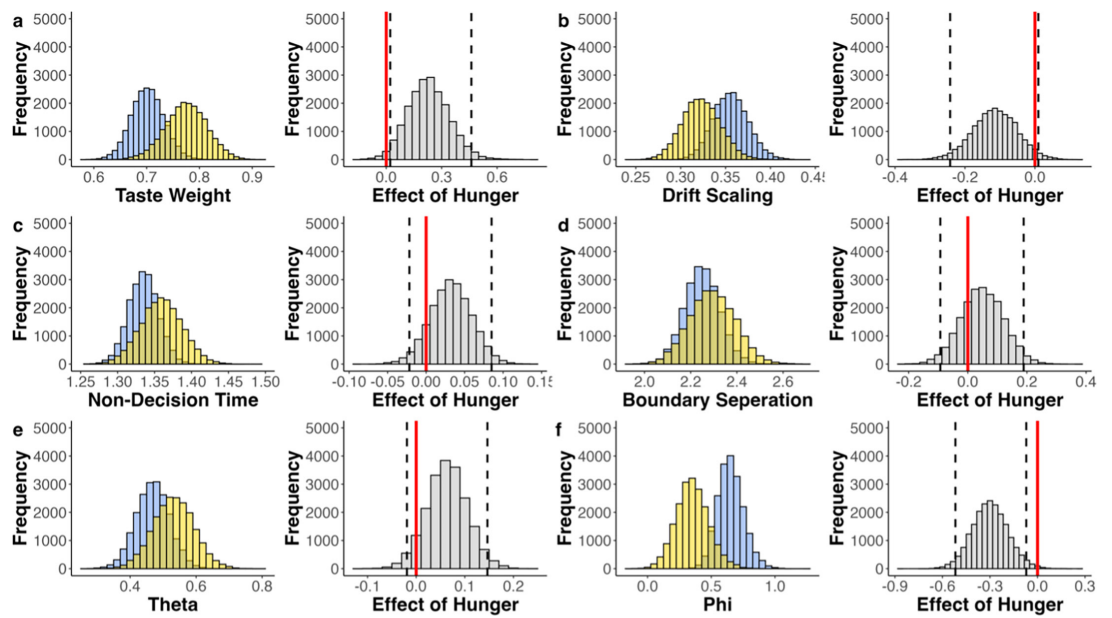 a
Frequency
5000
4000
3000
2000
1000
0
0.6 0.7 0.8 0.9
Taste Weight
Frequency
5000
4000
3000
2000
1000
0
0.0 0.3 0.6
Effect of Hunger
b
Frequency
5000
4000
3000
2000
1000
0
0.25 0.30 0.35 0.40 0.45
Drift Scaling
Frequency
5000
4000
3000
2000
1000
0
-0.4 -0.2 0.0
Effect of Hunger
c
Frequency
5000
4000
3000
2000
1000
0
1.25 1.30 1.35 1.40 1.45 1.50
Non-Decision Time
Frequency
5000
4000
3000
2000
1000
0
-0.10 -0.05 0.00 0.05 0.10 0.15
Effect of Hunger
d
Frequency
5000
4000
3000
2000
1000
0
2.0 2.2 2.4 2.6
Boundary Seperation
Frequency
5000
4000
3000
2000
1000
0
-0.2 0.0 0.2 0.4
Effect of Hunger
e
Frequency
5000
4000
3000
2000
1000
0
0.4 0.6 0.8
Theta
Frequency
5000
4000
3000
2000
1000
0
-0.1 0.0 0.1 0.2
Effect of Hunger
f
Frequency
5000
4000
3000
2000
1000
0
0.0 0.5 1.0
Phi
Frequency
5000
4000
3000
2000
1000
0
-0.9 -0.6 -0.3 0.0 0.3
Effect of Hunger